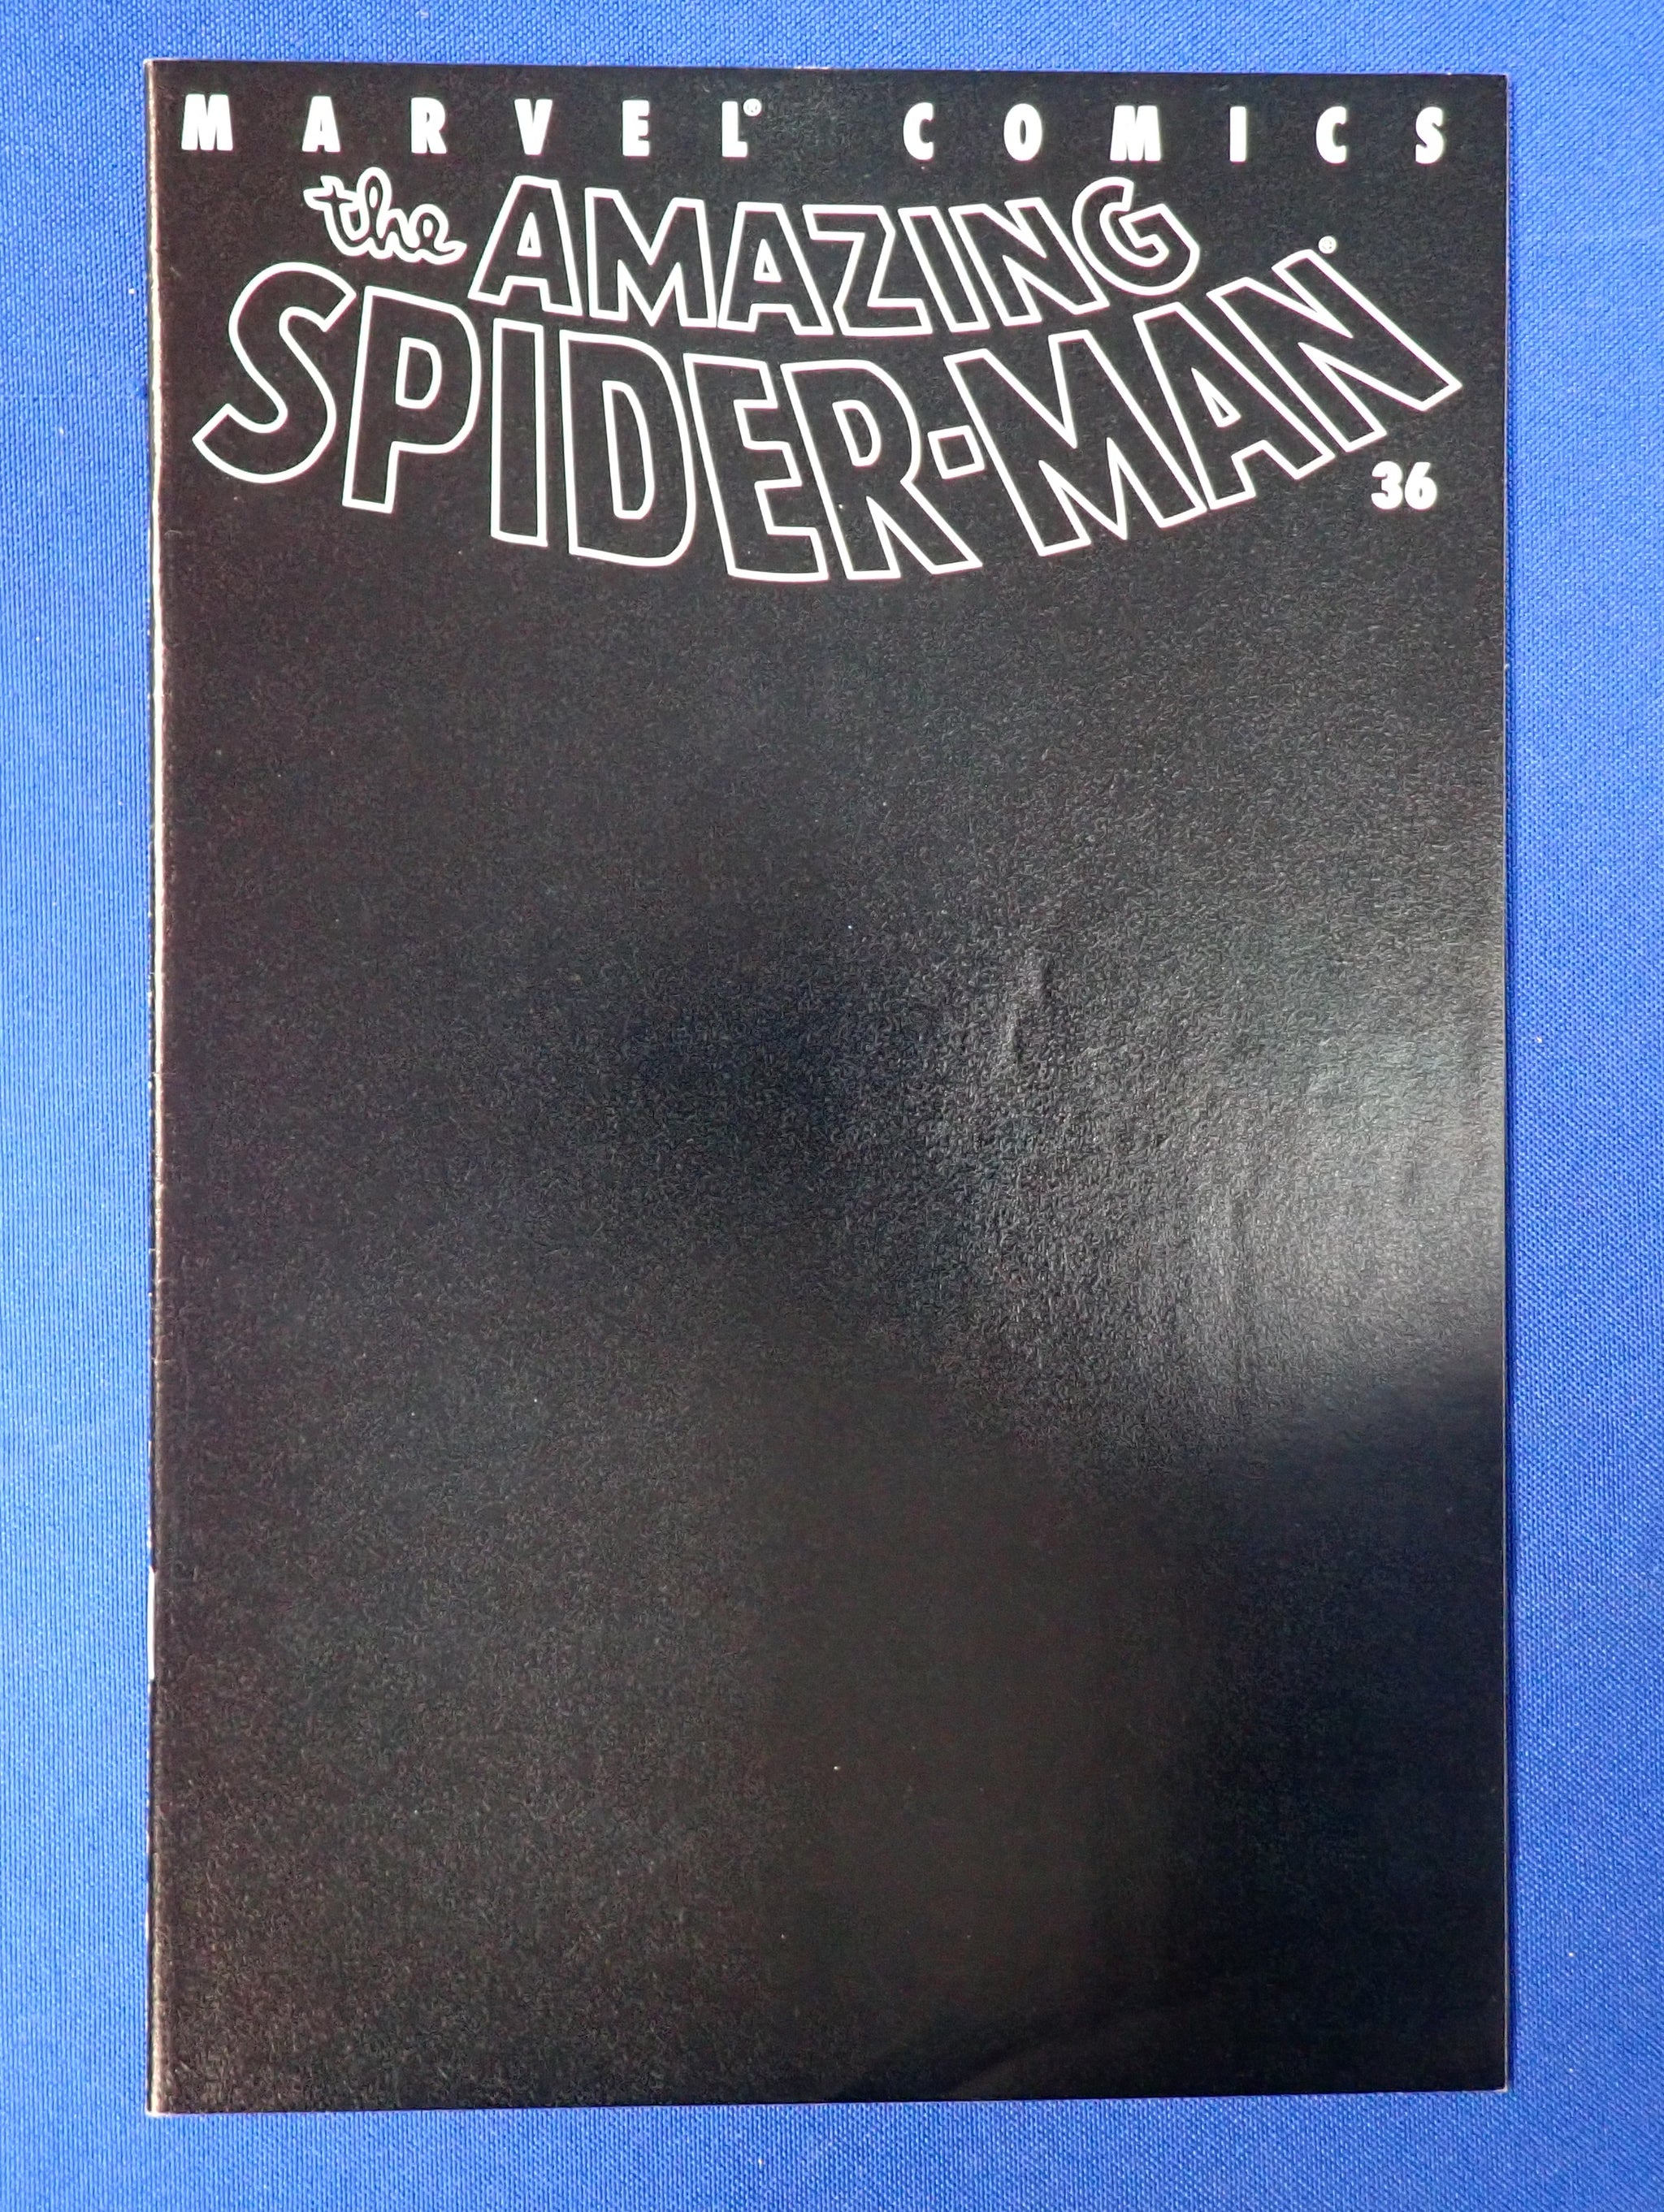 MARVEL® COMICS
the AMAZING
SPIDER-MAN®
36